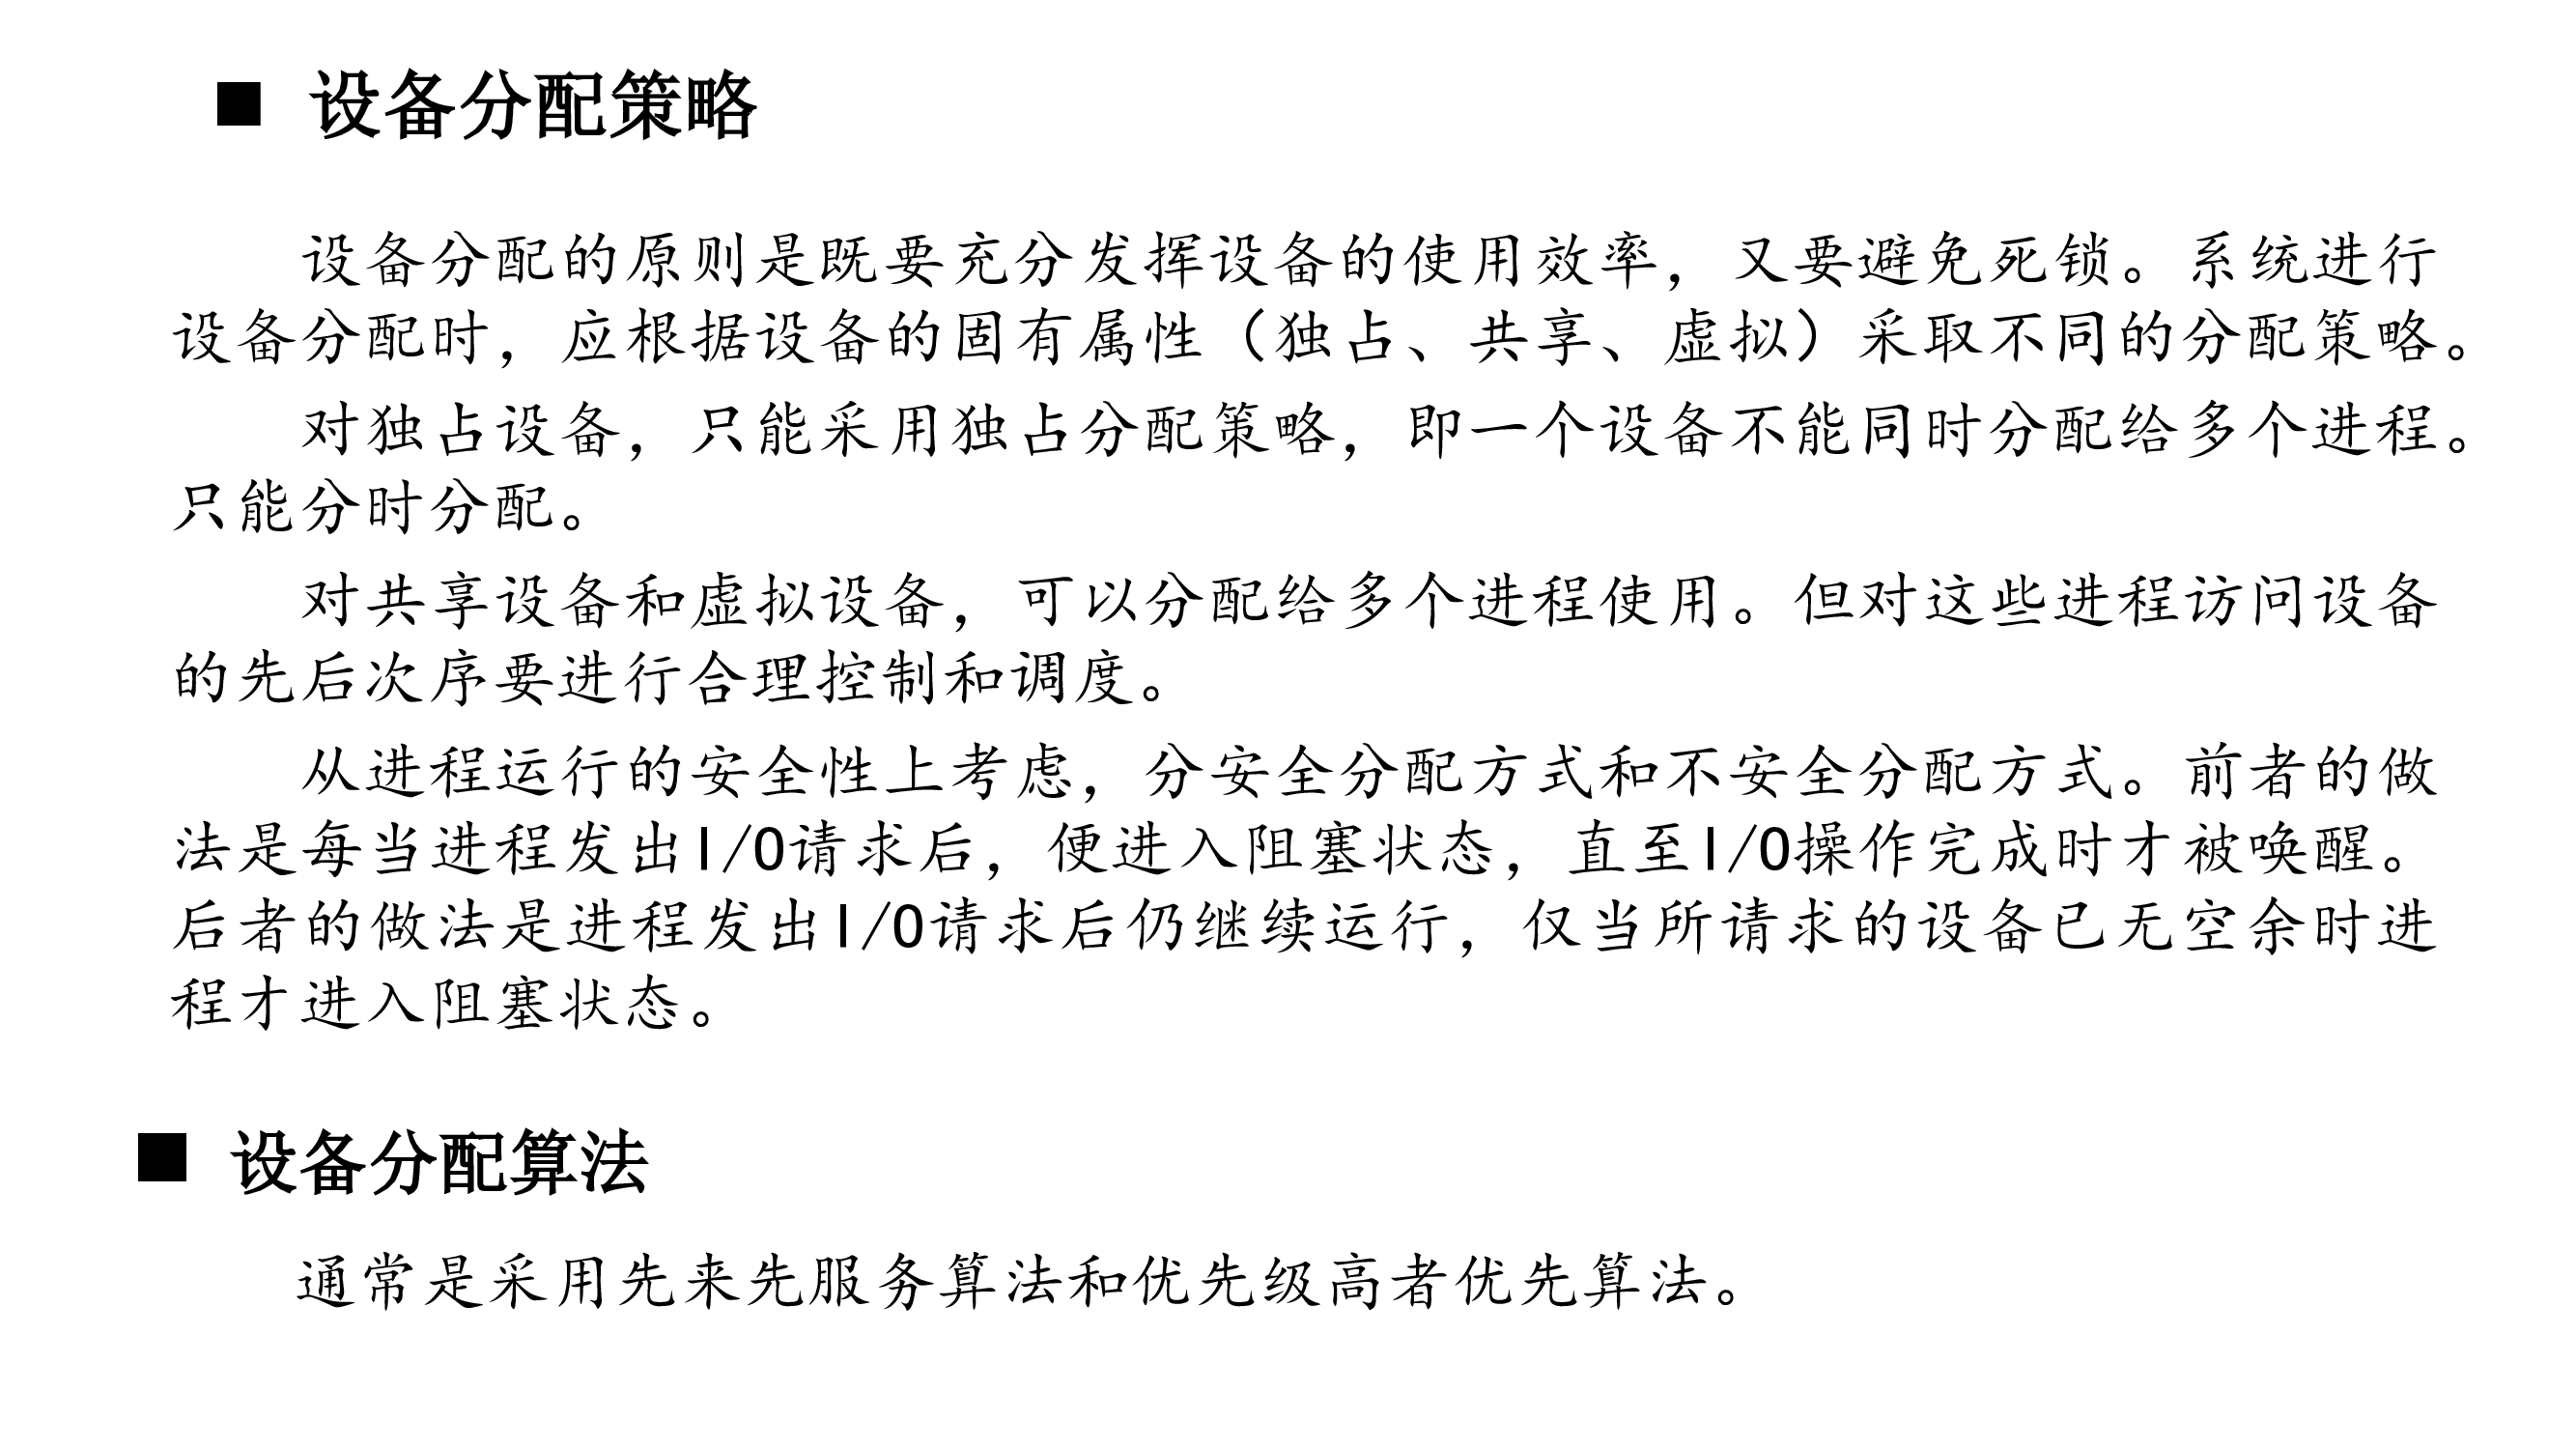 ■ 设备分配策略
设备分配的原则是既要充分发挥设备的使用效率，又要避免死锁。系统进行
设备分配时，应根据设备的固有属性（独占、共享、虚拟）采取不同的分配策略。
对独占设备，只能采用独占分配策略，即一个设备不能同时分配给多个进程。
只能分时分配。
对共享设备和虚拟设备，可以分配给多个进程使用。但对这些进程访问设备
的先后次序要进行合理控制和调度。
从进程运行的安全性上考虑，分安全分配方式和不安全分配方式。前者的做
法是每当进程发出I/O请求后，便进入阻塞状态，直至I/O操作完成时才被唤醒。
后者的做法是进程发出I/O请求后仍继续运行，仅当所请求的设备已无空余时进
程才进入阻塞状态。
■ 设备分配算法
通常是采用先来先服务算法和优先级高者优先算法。